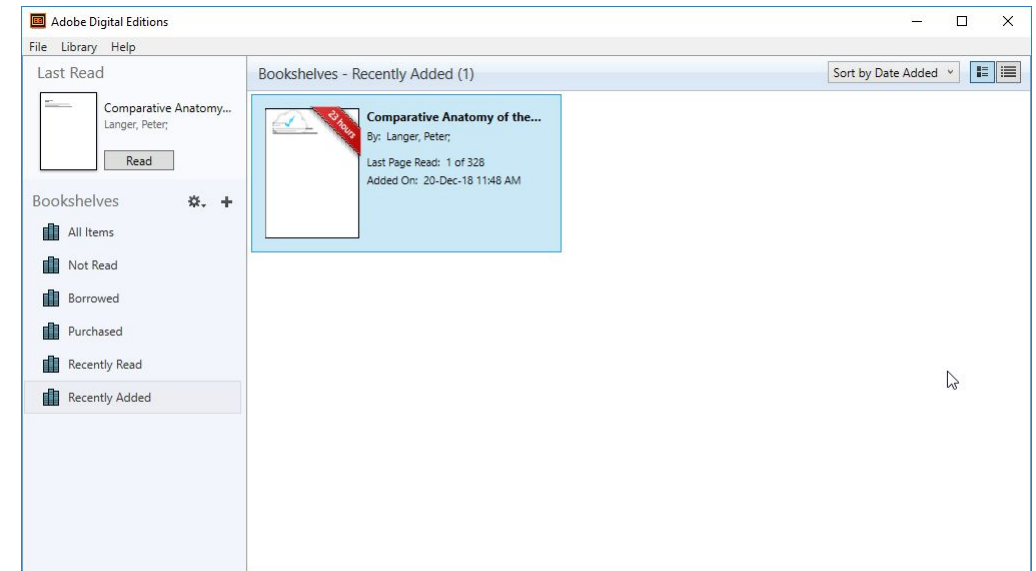 Adobe Digital Editions
File Library Help
Last Read
Comparative Anatomy...
Langer, Peter;
Read
Bookshelves
All Items
Not Read
Borrowed
Purchased
Recently Read
Recently Added
Bookshelves - Recently Added (1)
Sort by Date Added
23 hours
Comparative Anatomy of the...
By: Langer, Peter;
Last Page Read: 1 of 328
Added On: 20-Dec-18 11:48 AM